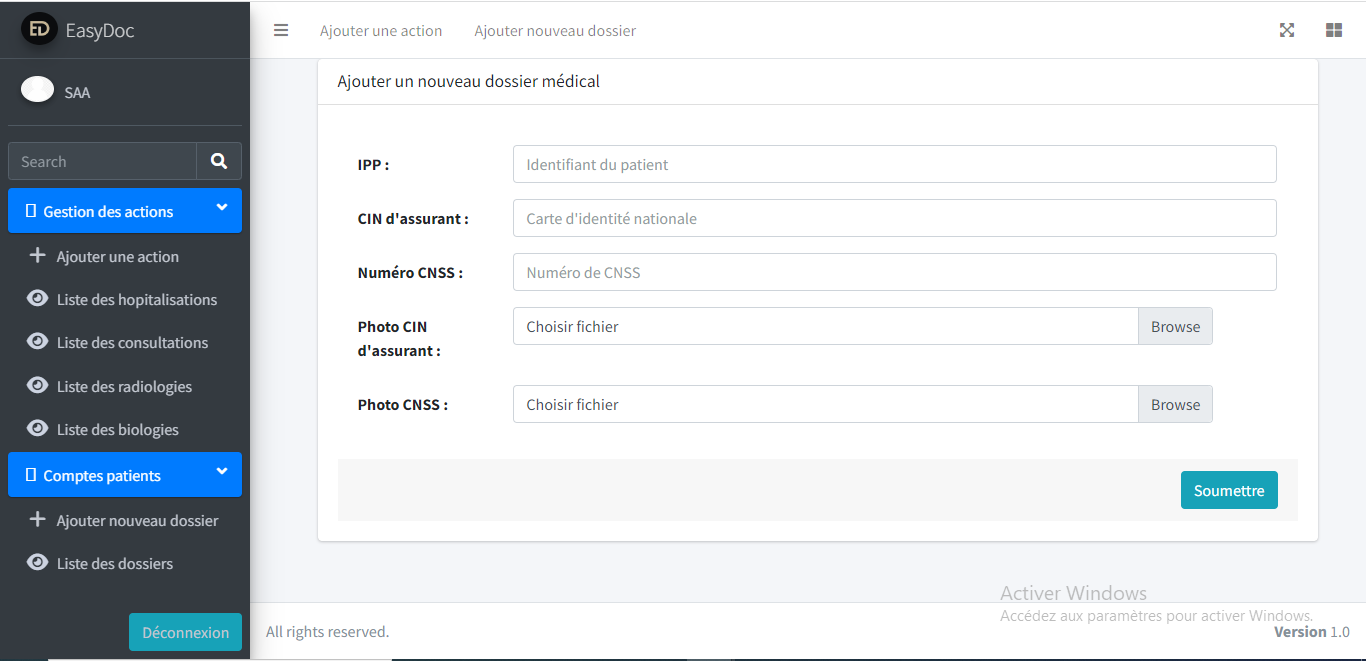 ED EasyDoc
SAA
Search
Gestion des actions
Ajouter une action
Liste des hopitalisations
Liste des consultations
Liste des radiologies
Liste des biologies
Comptes patients
Ajouter nouveau dossier
Liste des dossiers
Déconnexion
Ajouter une action Ajouter nouveau dossier
Ajouter un nouveau dossier médical
IPP : Identifiant du patient
CIN d'assurant : Carte d'identité nationale
Numéro CNSS : Numéro de CNSS
Photo CIN
d'assurant :
Choisir fichier Browse
Photo CNSS : Choisir fichier Browse
Soumettre
Activer Windows
Accédez aux paramètres pour activer Windows.
All rights reserved.
Version 1.0